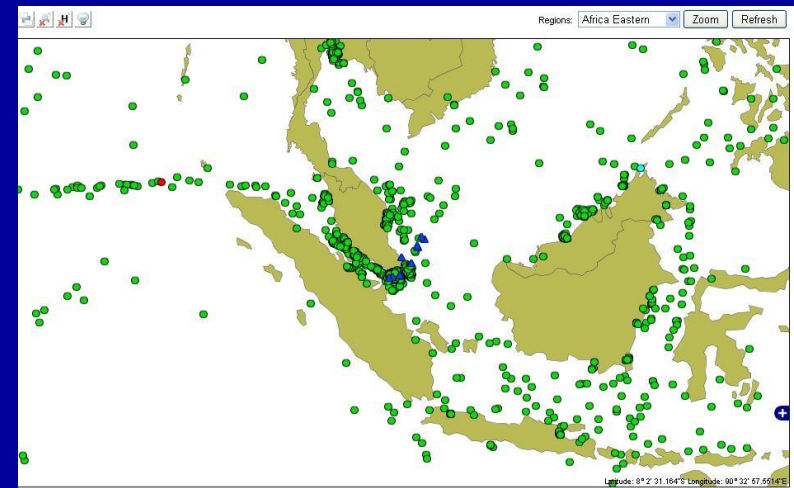 H
Regions: Africa Eastern Zoom Refresh
Latitude: 8° 2' 31.164"S Longitude: 90° 32' 57.5514"E